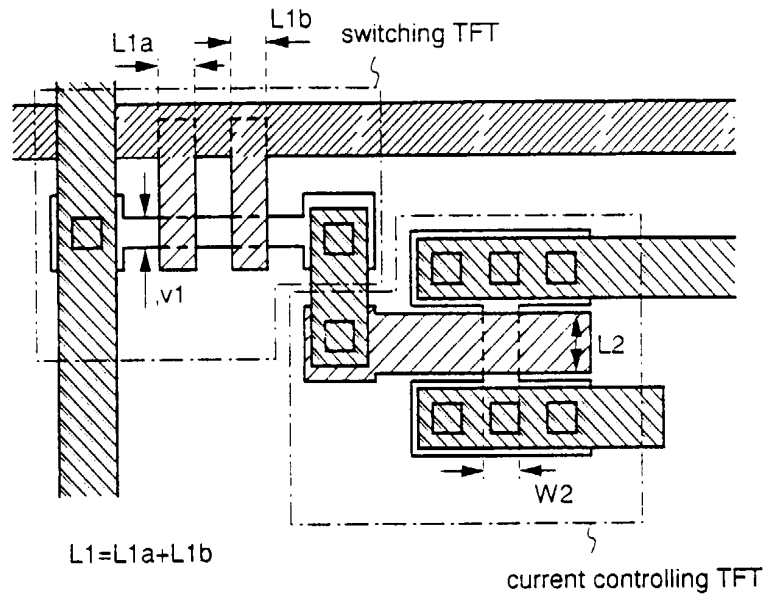 L1b
L1a
switching TFT
,v1
L2
W2
L1=L1a+L1b
current controlling TFT